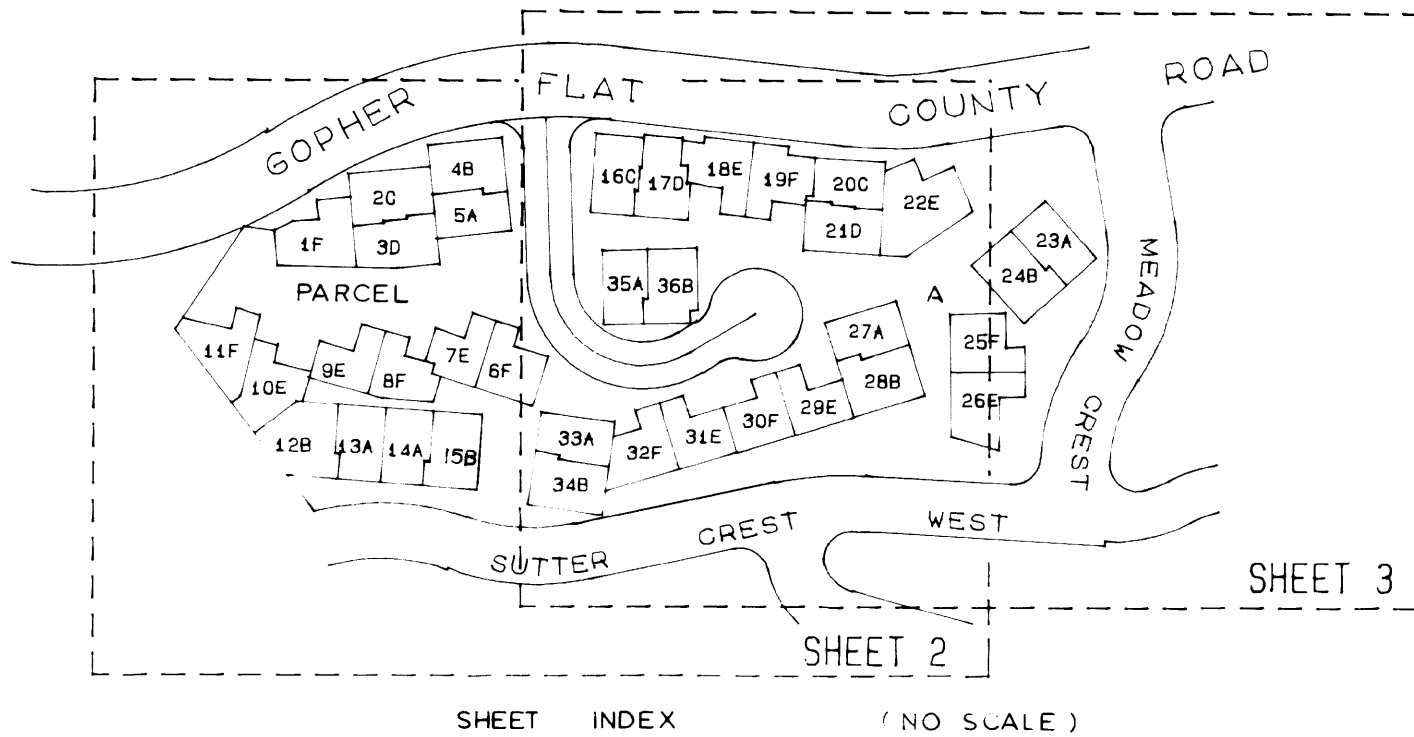 GOPHER FLAT COUNTY ROAD
4B
2C
5A
1F
3D
16C
17D
18E
19F
20C
21D
22E
23A
24B
MEADOW CREST
PARCEL A
35A
36B
11F
10E
9E
8F
7E
6F
27A
28B
25F
26E
29E
30F
31E
32F
33A
34B
12B
13A
14A
15B
SUTTER CREST WEST
SHEET 3
SHEET 2
SHEET INDEX (NO SCALE)